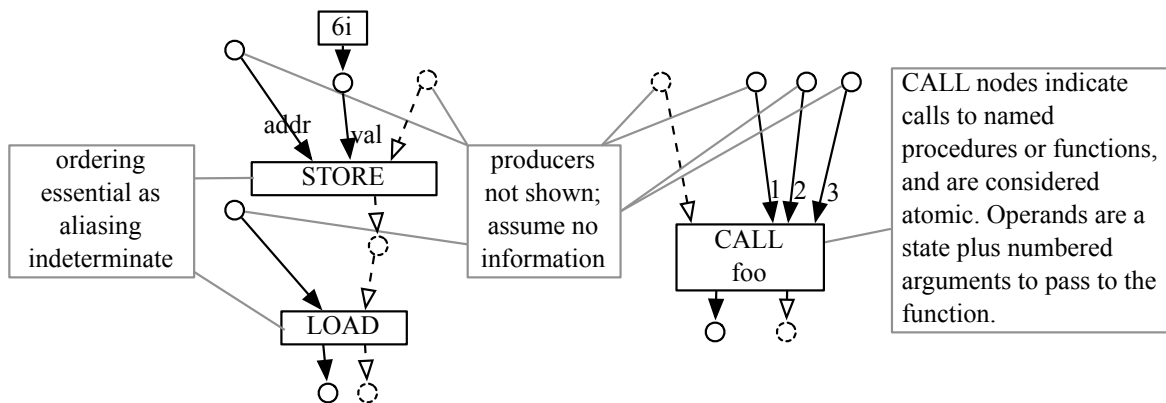 6i
addr
val
STORE
ordering
essential as
aliasing
indeterminate
LOAD
producers
not shown;
assume no
information
1 2 3
CALL
foo
CALL nodes indicate
calls to named
procedures or functions,
and are considered
atomic. Operands are a
state plus numbered
arguments to pass to the
function.